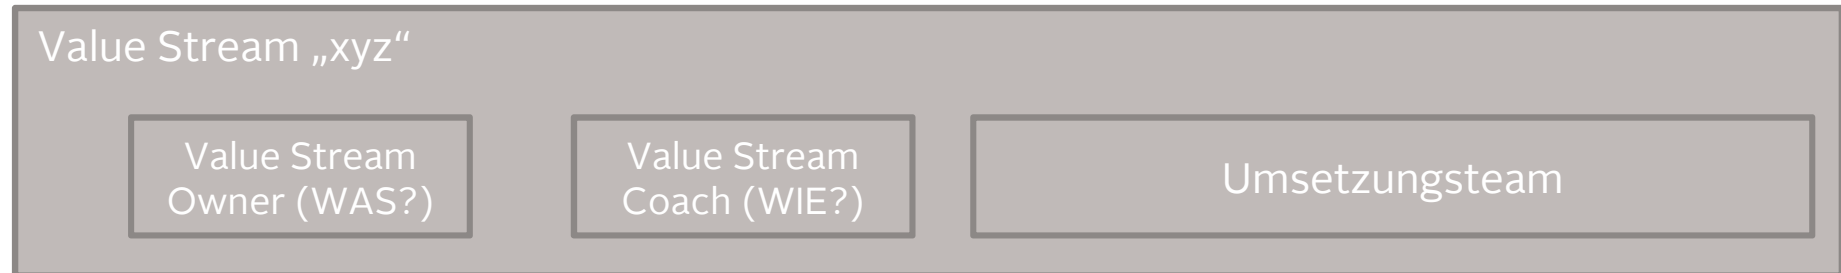 Value Stream „xyz“
Value Stream
Owner (WAS?)
Value Stream
Coach (WIE?)
Umsetzungsteam